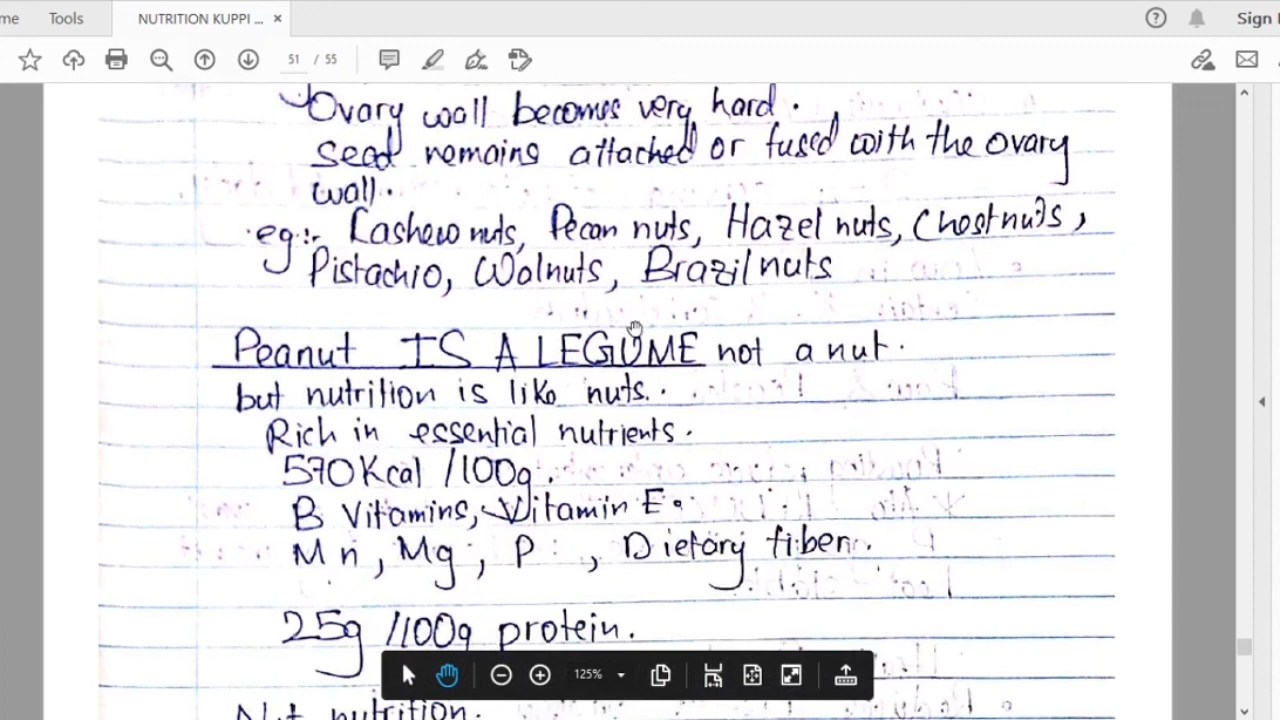 me Tools NUTRITION KUPPI ... × Sign
51 / 55
Ovary wall becomes very hard.
seed remains attached or fused with the ovary
wall.
eg:- Cashew nuts, Pecan nuts, Hazel nuts, Chestnuts,
Pistachio, Walnuts, Brazil nuts
Peanut IS A LEGUME not a nut.
but nutrition is like nuts.
Rich in essential nutrients.
570Kcal /100g.
B Vitamins, Vitamin E.
Mn, Mg, P, Dietary fiber.
25g /100g protein.
125%
Nut nutrition.